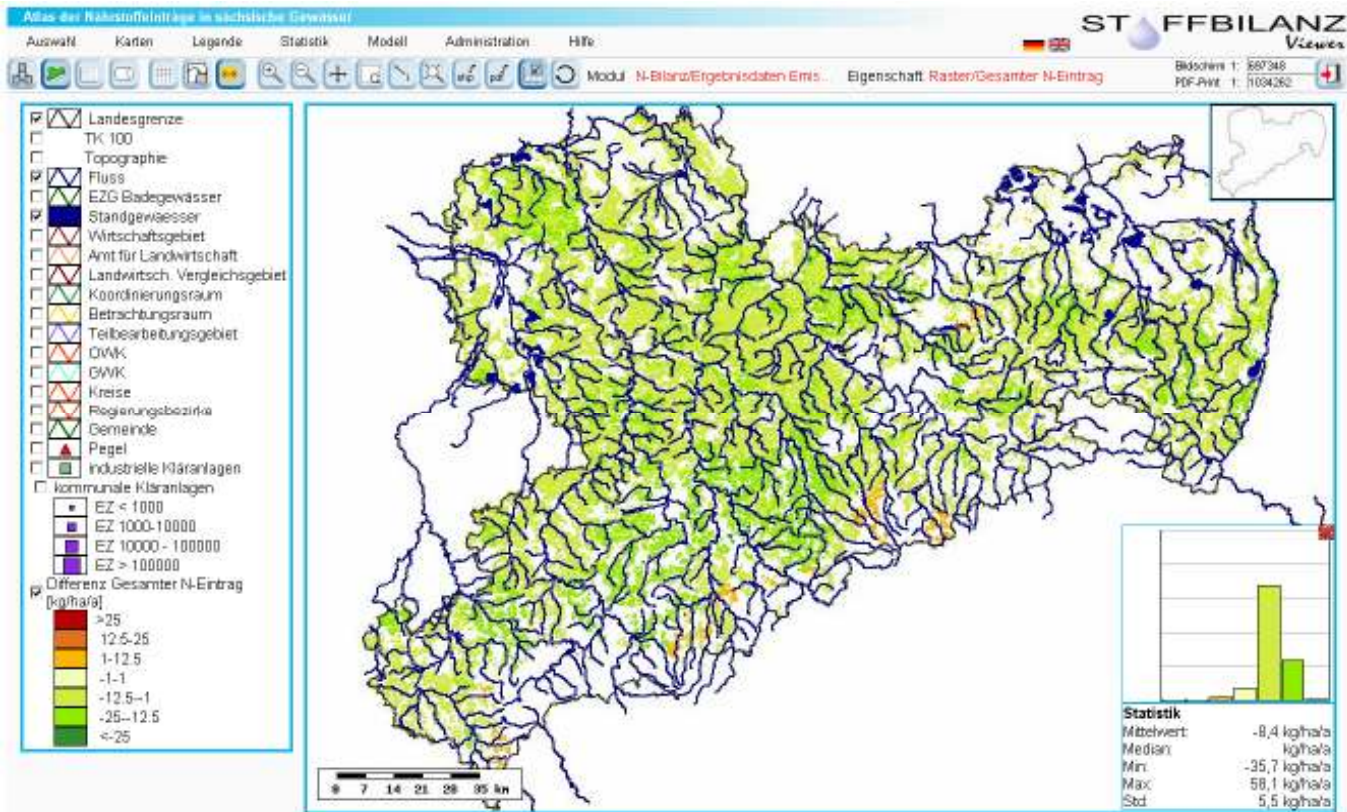 Atlas der Nährstoffeinträge in sächsische Gewässer
STOFFBILANZ
Viewer
Auswahl Karten Legende Statistik Modell Administration Hilfe
Modul N-Bilanz/Ergebnisdaten Emis... Eigenschaft Raster/Gesamter N-Eintrag
Bildschirm 1: 687348
PDF-Print 1: 1034262
Landesgrenze
TK 100
Topographie
Fluss
EZG Badegewässer
Standgewaesser
Wirtschaftsgebiet
Amt für Landwirtschaft
Landwirtsch. Vergleichsgebiet
Koordinierungsraum
Betrachtungsraum
Teilbearbeitungsgebiet
OWK
GWK
Kreise
Regierungsbezirke
Gemeinde
Pegel
industrielle Kläranlagen
kommunale Kläranlagen
EZ < 1000
EZ 1000-10000
EZ 10000 - 100000
EZ > 100000
Differenz Gesamter N-Eintrag
[kg/ha/a]
>25
12.5-25
1-12.5
-1-1
-12.5--1
-25--12.5
<-25
0 7 14 21 28 35 km
Statistik
Mittelwert: -8,4 kg/ha/a
Median: kg/ha/a
Min: -35,7 kg/ha/a
Max: 58,1 kg/ha/a
Std: 5,5 kg/ha/a